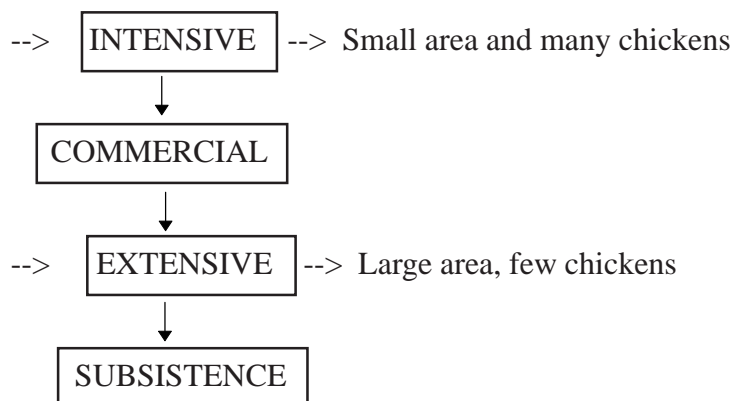 --> INTENSIVE --> Small area and many chickens
COMMERCIAL
--> EXTENSIVE --> Large area, few chickens
SUBSISTENCE